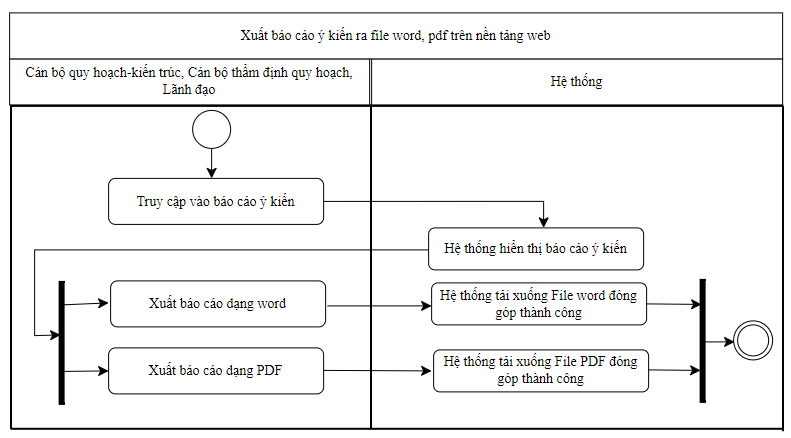 Xuất báo cáo ý kiến ra file word, pdf trên nền tảng web
Cán bộ quy hoạch-kiến trúc, Cán bộ thẩm định quy hoạch,
Lãnh đạo
Hệ thống
Truy cập vào báo cáo ý kiến
Hệ thống hiển thị báo cáo ý kiến
Xuất báo cáo dạng word
Hệ thống tải xuống File word đóng
góp thành công
Xuất báo cáo dạng PDF
Hệ thống tải xuống File PDF đóng
góp thành công